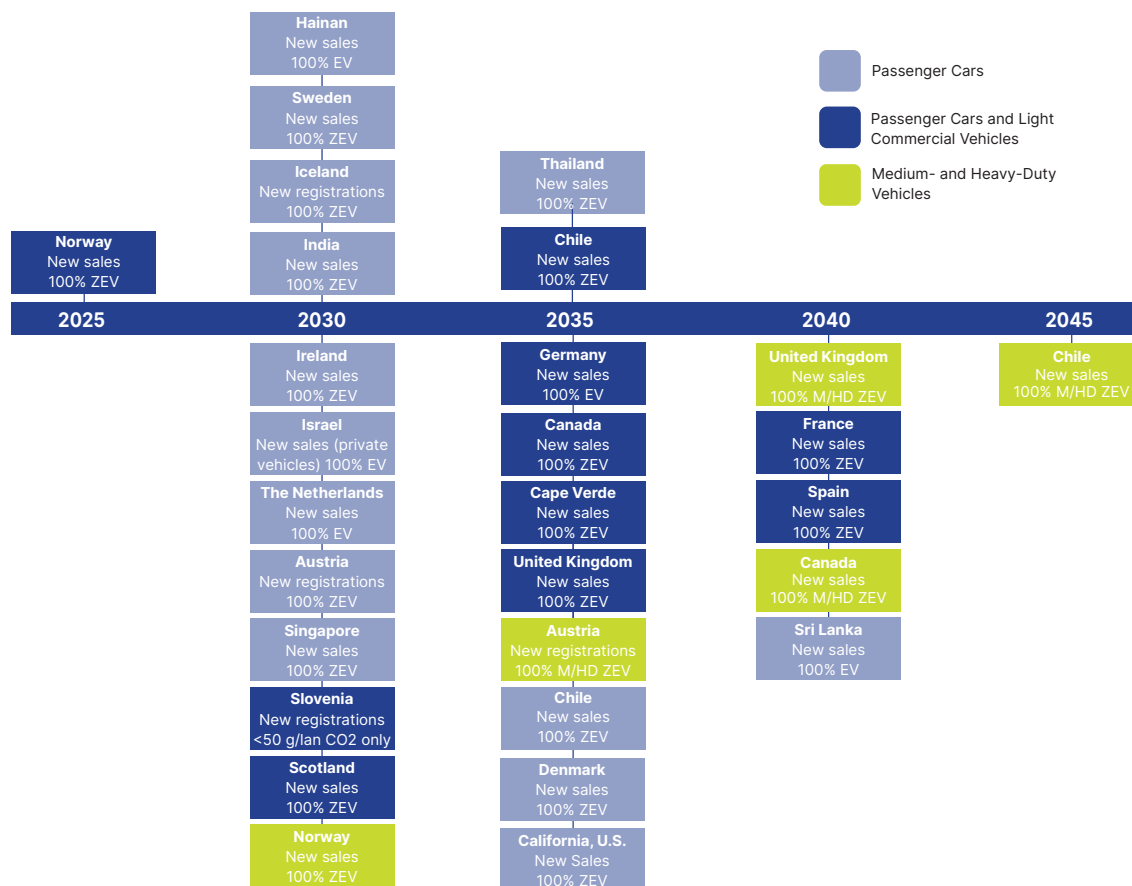 Hainan
New sales
100% EV
Sweden
New sales
100% ZEV
Iceland
New registrations
100% ZEV
India
New sales
100% ZEV
Norway
New sales
100% ZEV
Thailand
New sales
100% ZEV
Chile
New sales
100% ZEV
Passenger Cars
Passenger Cars and Light
Commercial Vehicles
Medium- and Heavy-Duty
Vehicles
2025
2030
2035
2040
2045
Ireland
New sales
100% ZEV
Israel
New sales (private
vehicles) 100% EV
The Netherlands
New sales
100% EV
Austria
New registrations
100% ZEV
Singapore
New sales
100% ZEV
Slovenia
New registrations
<50 g/lan CO2 only
Scotland
New sales
100% ZEV
Norway
New sales
100% ZEV
Germany
New sales
100% EV
Canada
New sales
100% ZEV
Cape Verde
New sales
100% ZEV
United Kingdom
New sales
100% ZEV
Austria
New registrations
100% M/HD ZEV
Chile
New sales
100% ZEV
Denmark
New sales
100% ZEV
California, U.S.
New Sales
100% ZEV
United Kingdom
New sales
100% M/HD ZEV
France
New sales
100% ZEV
Spain
New sales
100% ZEV
Canada
New sales
100% M/HD ZEV
Sri Lanka
New sales
100% EV
Chile
New sales
100% M/HD ZEV